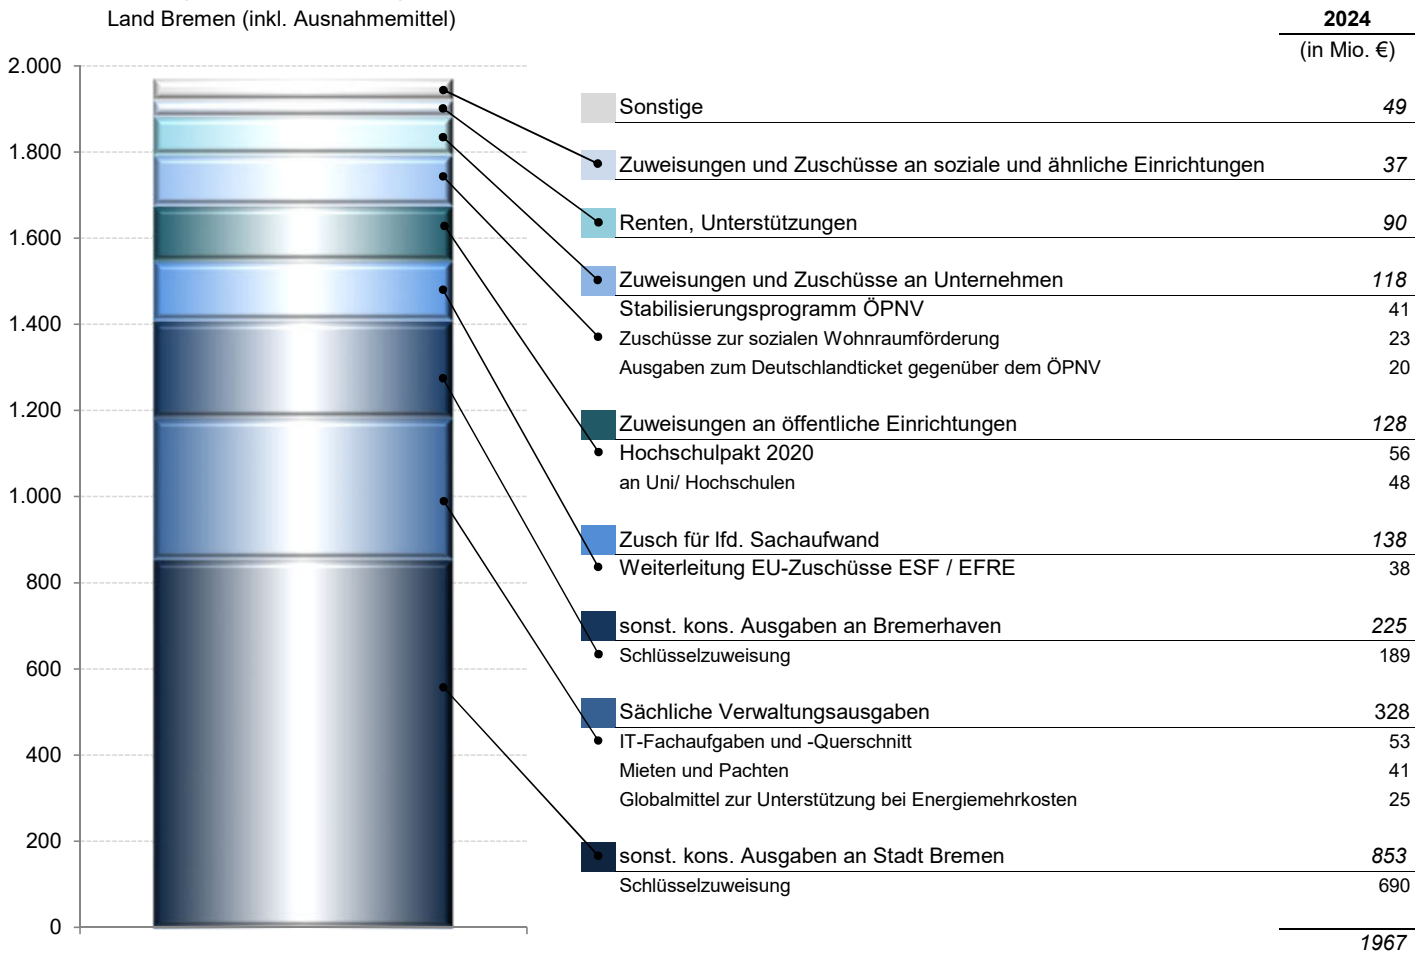 Land Bremen (inkl. Ausnahmemittel)
2024
(in Mio. €)
2.000
1.800
1.600
1.400
1.200
1.000
800
600
400
200
0
Sonstige 49
Zuweisungen und Zuschüsse an soziale und ähnliche Einrichtungen 37
Renten, Unterstützungen 90
Zuweisungen und Zuschüsse an Unternehmen 118
Stabilisierungsprogramm ÖPNV 41
Zuschüsse zur sozialen Wohnraumförderung 23
Ausgaben zum Deutschlandticket gegenüber dem ÖPNV 20
Zuweisungen an öffentliche Einrichtungen 128
Hochschulpakt 2020 56
an Uni/ Hochschulen 48
Zusch für lfd. Sachaufwand 138
Weiterleitung EU-Zuschüsse ESF / EFRE 38
sonst. kons. Ausgaben an Bremerhaven 225
Schlüsselzuweisung 189
Sächliche Verwaltungsausgaben 328
IT-Fachaufgaben und -Querschnitt 53
Mieten und Pachten 41
Globalmittel zur Unterstützung bei Energiemehrkosten 25
sonst. kons. Ausgaben an Stadt Bremen 853
Schlüsselzuweisung 690
1967